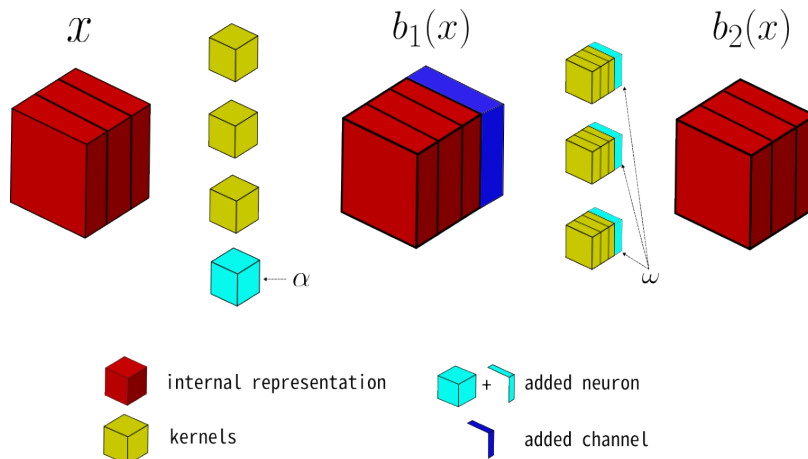 x
b₁(x)
b₂(x)
α
ω
internal representation
+ added neuron
kernels
added channel